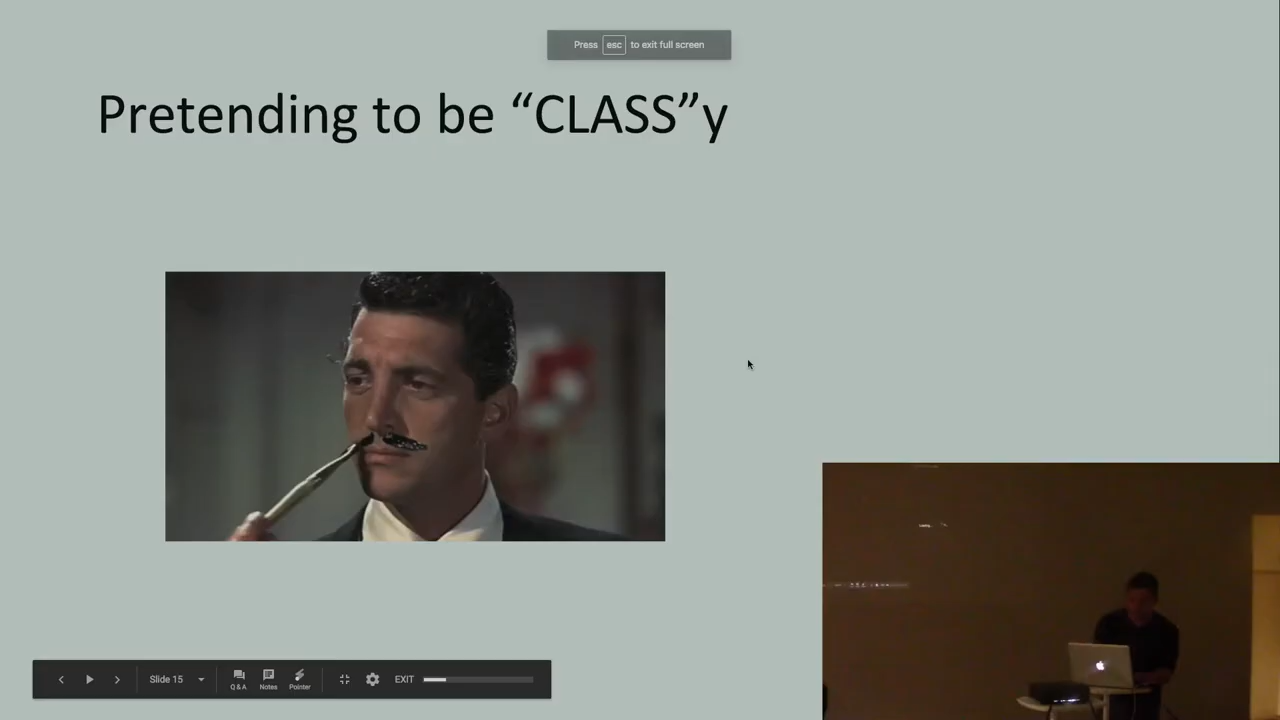 Press esc to exit full screen
Pretending to be “CLASS”y
Slide 15
Q & A
Notes
Pointer
EXIT